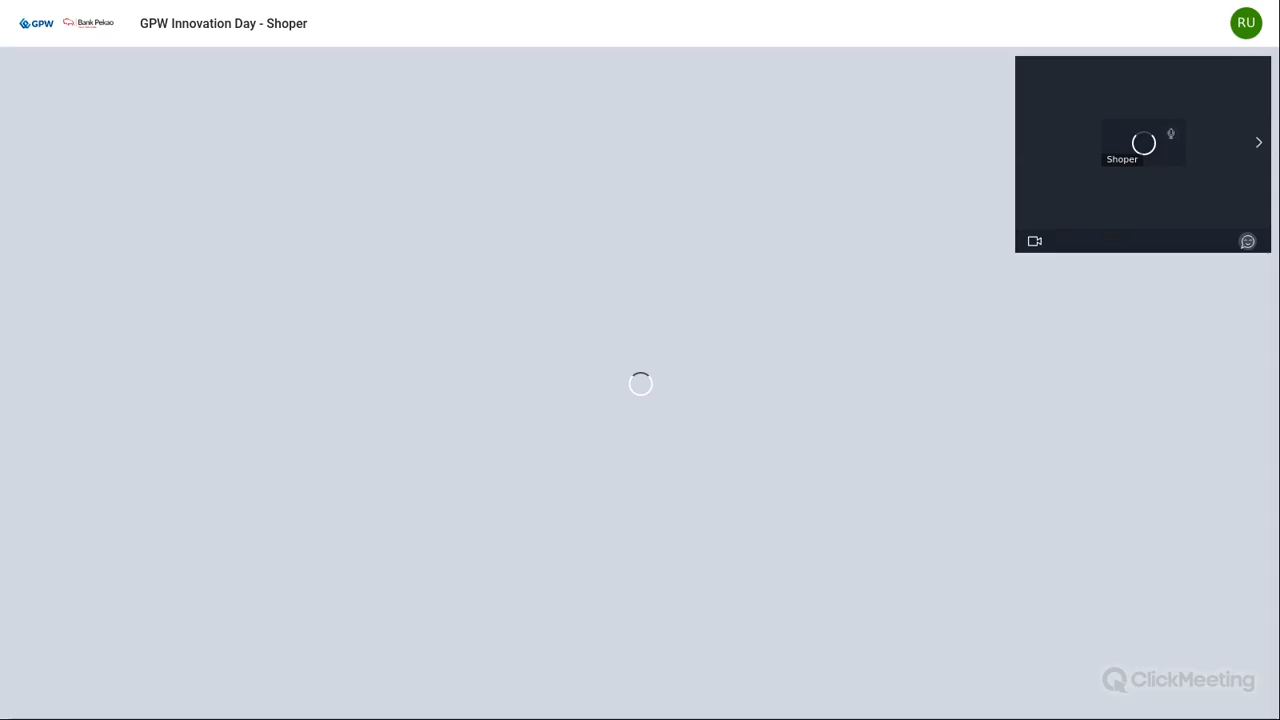 GPW
Bank Pekao
GPW Innovation Day - Shoper
RU
Shoper
ClickMeeting